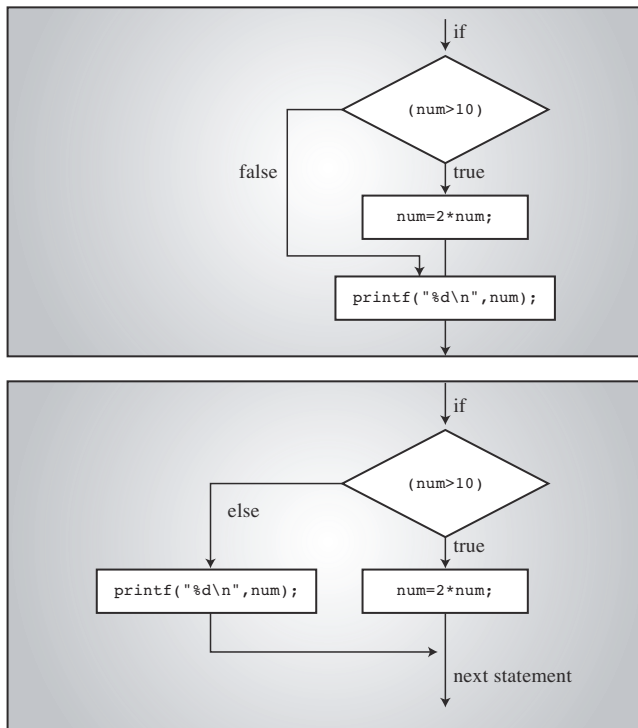 if
(num>10)
false
true
num=2*num;
printf("%d\n",num);
if
(num>10)
else
true
printf("%d\n",num);
num=2*num;
next statement